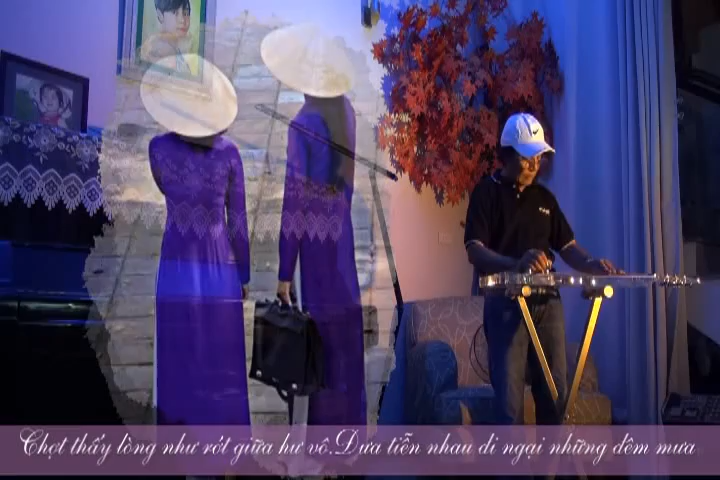 Chợt thấy lòng như rớt giữa hư vô.Đưa tiễn nhau đi ngại những đêm mưa